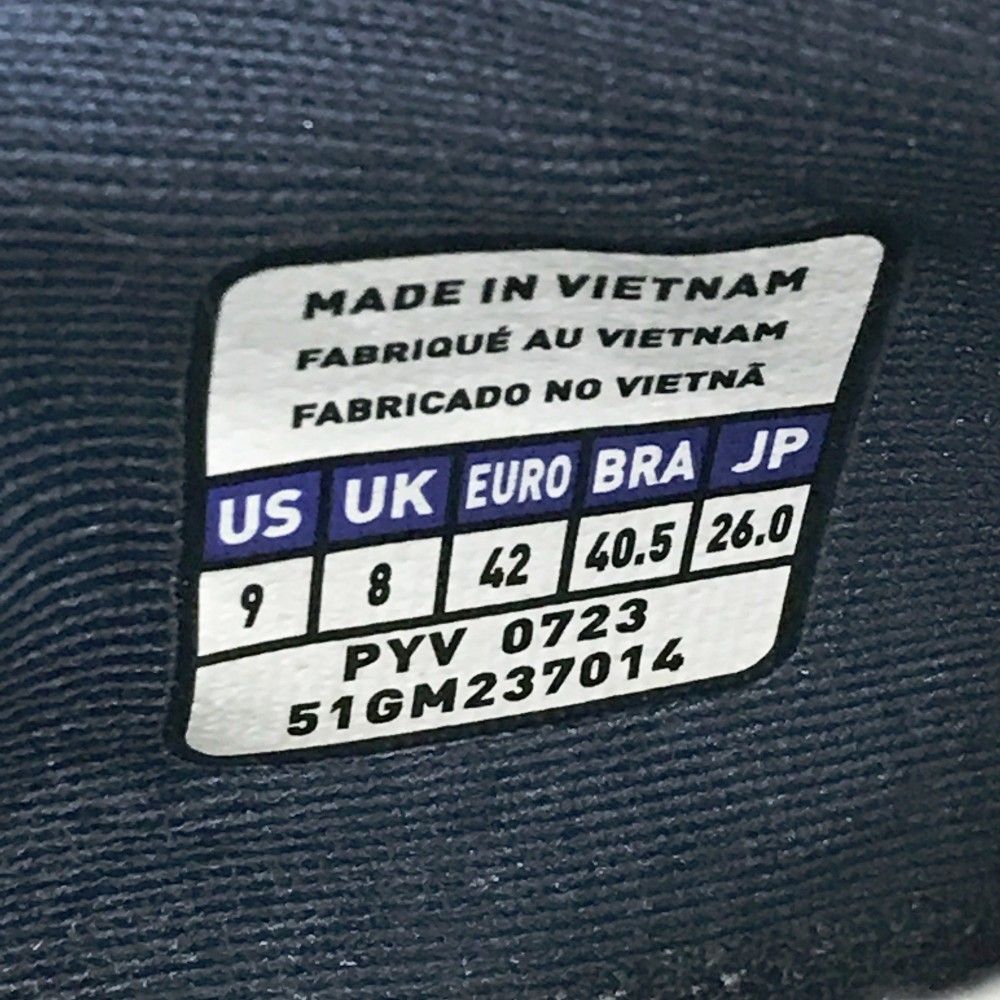 MADE IN VIETNAM
FABRIQUÉ AU VIETNAM
FABRICADO NO VIETNÃ
US UK EURO BRA JP
9 8 42 40.5 26.0
PYV 0723
51GM237014